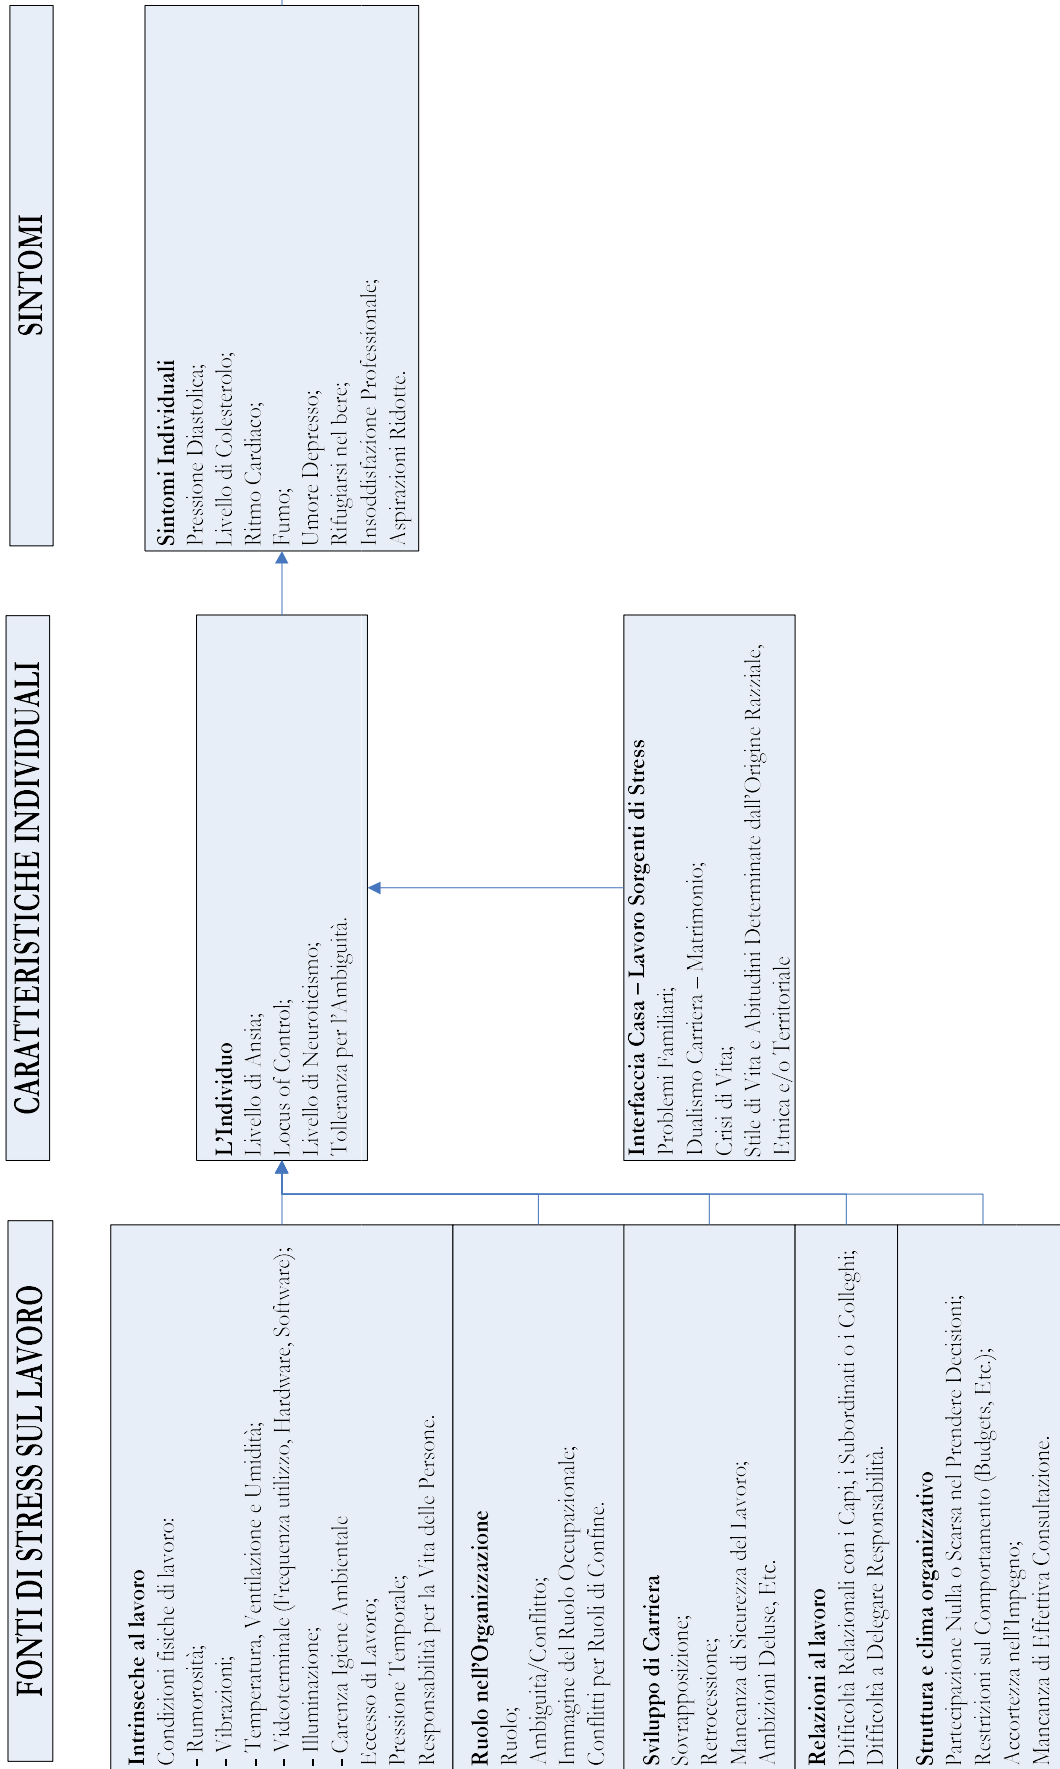 FONTI DI STRESS SUL LAVORO
Intrinseche al lavoro
Condizioni fisiche di lavoro:
- Rumorosità;
- Vibrazioni;
- Temperatura, Ventilazione e Umidità;
- Videoterminale (Frequenza utilizzo, Hardware, Software);
- Illuminazione;
- Carenza Igiene Ambientale
Eccesso di Lavoro;
Pressione Temporale;
Responsabilità per la Vita delle Persone.
Ruolo nell'Organizzazione
Ruolo;
Ambiguità/Conflitto;
Immagine del Ruolo Occupazionale;
Conflitti per Ruoli di Confine.
Sviluppo di Carriera
Sovrapposizione;
Retrocessione;
Mancanza di Sicurezza del Lavoro;
Ambizioni Deluse, Etc.
Relazioni al lavoro
Difficoltà Relazionali con i Capi, i Subordinati o i Colleghi;
Difficoltà a Delegare Responsabilità.
Struttura e clima organizzativo
Partecipazione Nulla o Scarsa nel Prendere Decisioni;
Restrizioni sul Comportamento (Budgets, Etc.);
Accortezza nell'Impegno;
Mancanza di Effettiva Consultazione.
CARATTERISTICHE INDIVIDUALI
L'Individuo
Livello di Ansia;
Locus of Control;
Livello di Neuroticismo;
Tolleranza per l'Ambiguità.
Interfaccia Casa – Lavoro Sorgenti di Stress
Problemi Familiari;
Dualismo Carriera – Matrimonio;
Crisi di Vita;
Stile di Vita e Abitudini Determinate dall'Origine Razziale,
Etnica e/o Territoriale
SINTOMI
Sintomi Individuali
Pressione Diastolica;
Livello di Colesterolo;
Ritmo Cardiaco;
Fumo;
Umore Depresso;
Rifugiarsi nel bere;
Insoddisfazione Professionale;
Aspirazioni Ridotte.